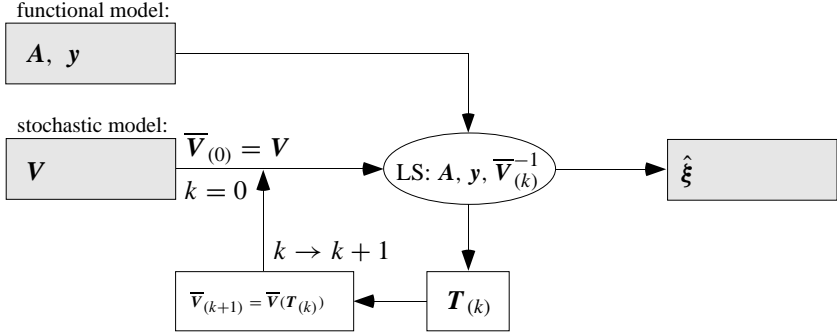 functional model:
A, y
stochastic model:
V
V̅₍₀₎ = V
k = 0
LS: A, y, V̅₍ₖ₎⁻¹
ξ̂
k → k + 1
V̅₍ₖ₊₁₎ = V̅(T₍ₖ₎)
T₍ₖ₎